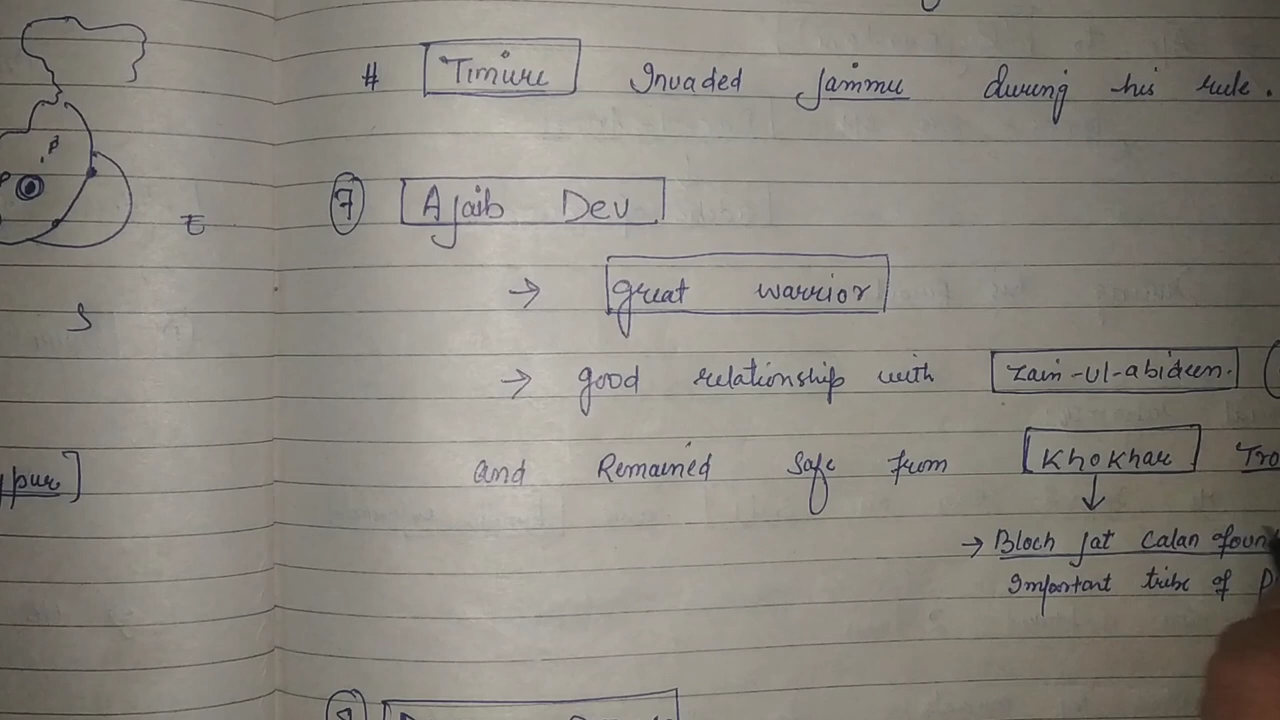 # Timure Invaded Jammu during his rule.
⑦ Ajaib Dev
→ great warrior
→ good relationship with Zain-ul-abideen.
and Remained safe from Khokhar
→ Bloch Jat Calan
Important tribe of
E
S